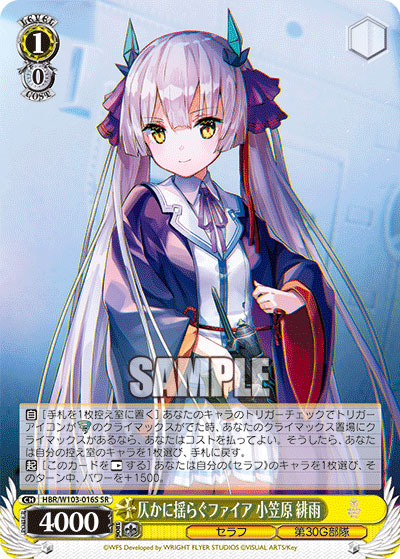 LEVEL
1
0
COST
SAMPLE
自[手札を1枚控え室に置く] あなたのキャラのトリガーチェックでトリガー
アイコンが のクライマックスがでた時、あなたのクライマックス置場にク
ライマックスがあるなら、あなたはコストを払ってよい。そうしたら、あなた
は自分の控え室のキャラを1枚選び、手札に戻す。
起[このカードを する] あなたは自分の《セラフ》のキャラを1枚選び、その
ターン中、パワーを+1500。
CH HBR/W103-016S SR
仄かに揺らぐファイア 小笠原 緋雨
4000
セラフ
第30G部隊
©WFS Developed by WRIGHT FLYER STUDIOS ©VISUAL ARTS/Key